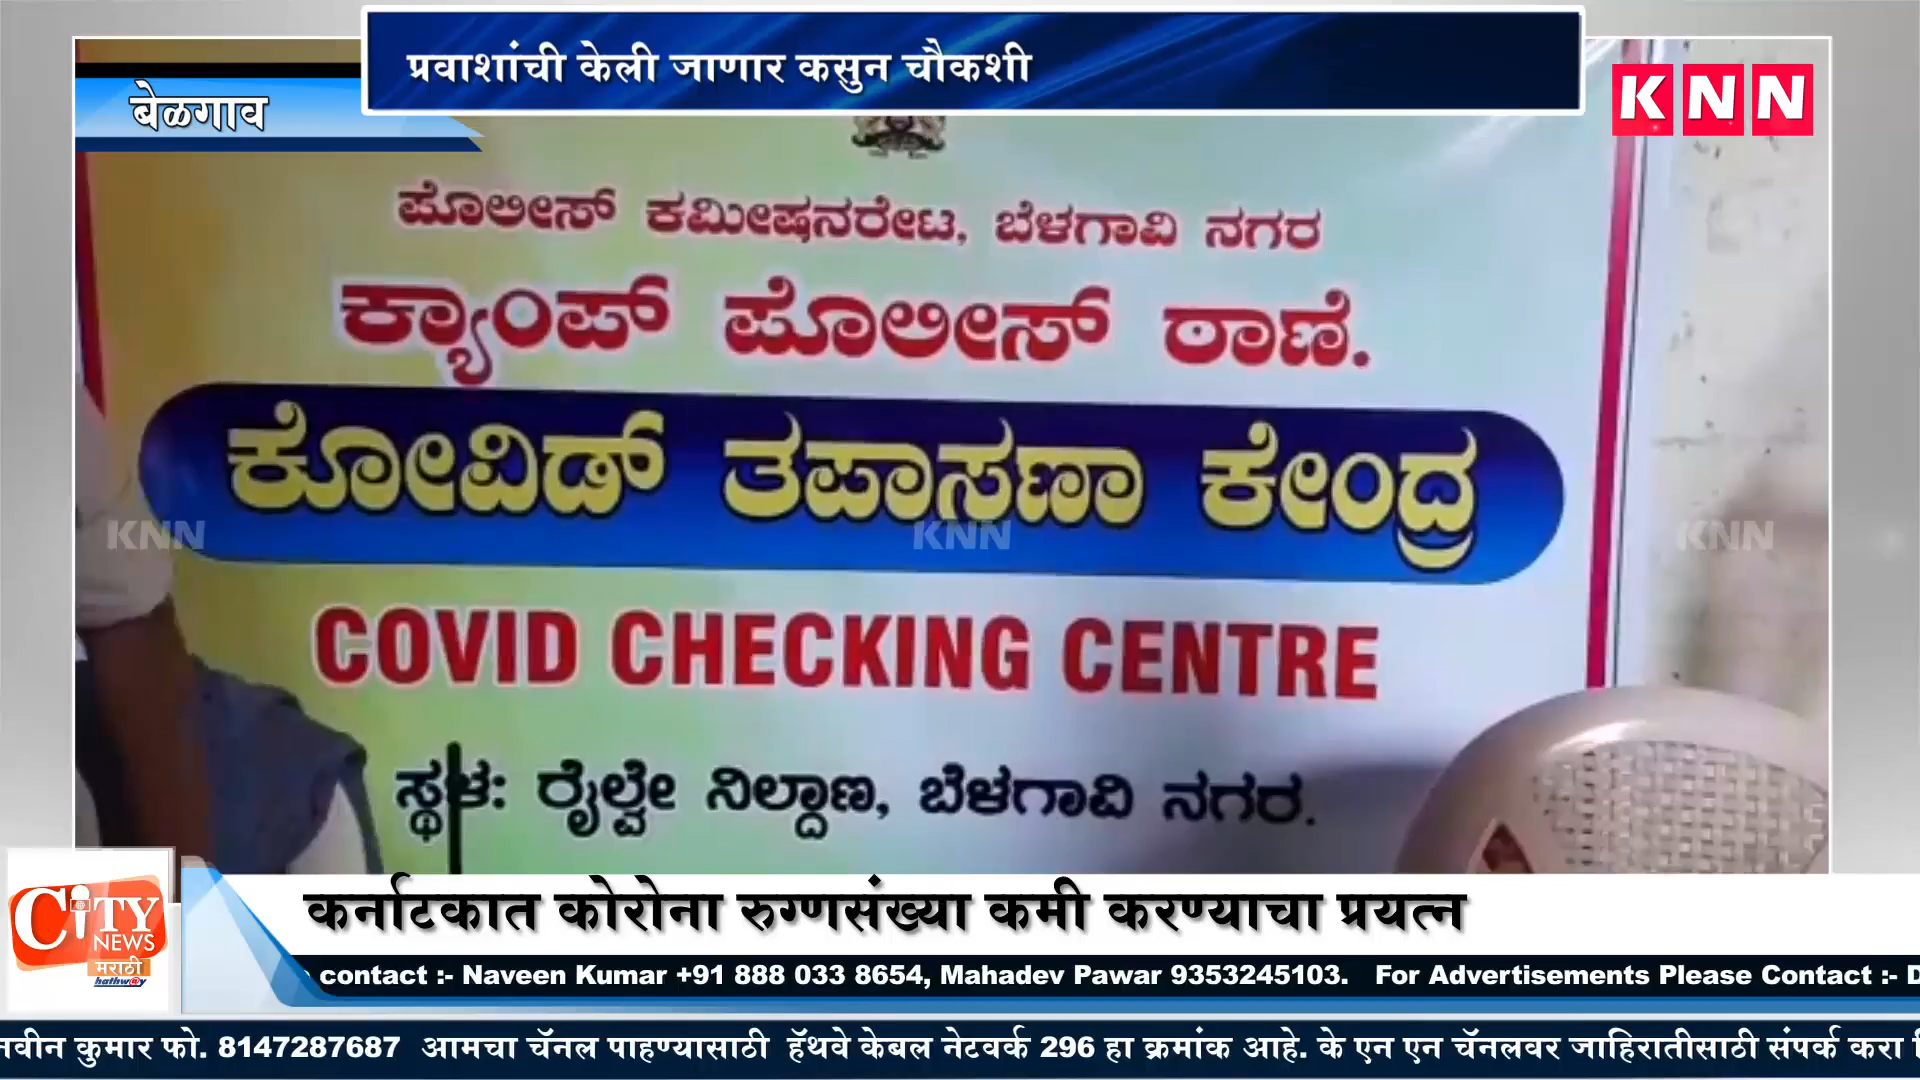 प्रवाशांची केली जाणार कसुन चौकशी
बेळगाव
KNN
ಪೊಲೀಸ್ ಕಮೀಷನರೇಟ, ಬೆಳಗಾವಿ ನಗರ
ಕ್ಯಾಂಪ್ ಪೊಲೀಸ್ ಠಾಣೆ.
ಕೋವಿಡ್ ತಪಾಸಣಾ ಕೇಂದ್ರ
KNN KNN KNN
COVID CHECKING CENTRE
ಸ್ಥಳ: ರೈಲ್ವೇ ನಿಲ್ದಾಣ, ಬೆಳಗಾವಿ ನಗರ.
कर्नाटकात कोरोना रुग्णसंख्या कमी करण्याचा प्रयत्न
CiTY
NEWS
मराठी
hathw@y
contact :- Naveen Kumar +91 888 033 8654, Mahadev Pawar 9353245103. For Advertisements Please Contact :- D
नवीन कुमार फो. 8147287687 आमचा चॅनल पाहण्यासाठी हॅथवे केबल नेटवर्क 296 हा क्रमांक आहे. के एन एन चॅनलवर जाहिरातीसाठी संपर्क करा